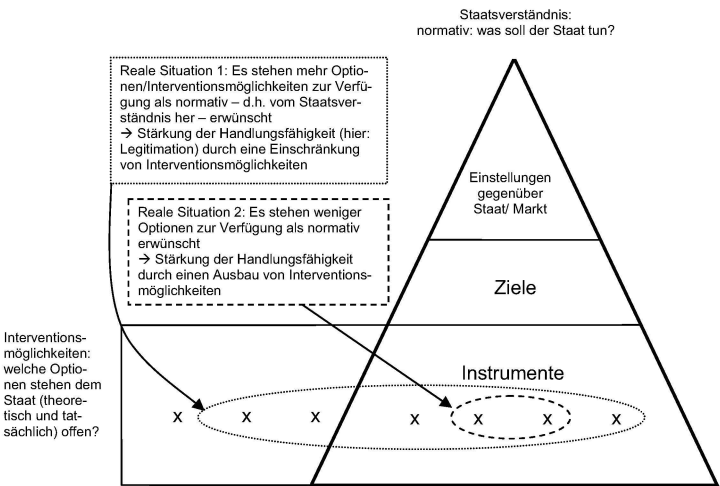 Staatsverständnis:
normativ: was soll der Staat tun?
Reale Situation 1: Es stehen mehr Optio-
nen/Interventionsmöglichkeiten zur Verfü-
gung als normativ – d.h. vom Staatsver-
ständnis her – erwünscht
→ Stärkung der Handlungsfähigkeit (hier:
Legitimation) durch eine Einschränkung
von Interventionsmöglichkeiten
Einstellungen
gegenüber
Staat/ Markt
Reale Situation 2: Es stehen weniger
Optionen zur Verfügung als normativ
erwünscht
→ Stärkung der Handlungsfähigkeit
durch einen Ausbau von Interventions-
möglichkeiten
Ziele
Interventions-
möglichkeiten:
welche Optio-
nen stehen dem
Staat (theore-
tisch und tat-
sächlich) offen?
Instrumente
x x x x x x x